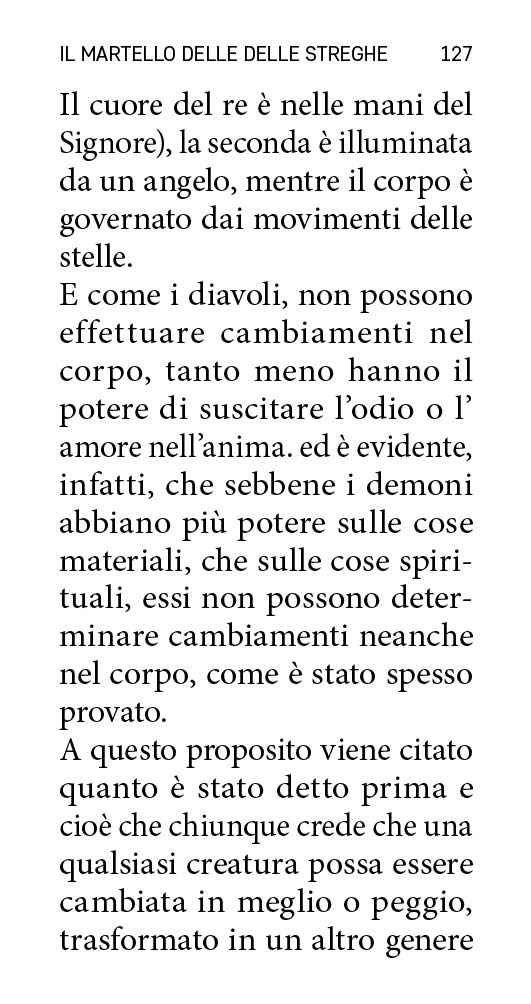 IL MARTELLO DELLE DELLE STREGHE 127
Il cuore del re è nelle mani del
Signore), la seconda è illuminata
da un angelo, mentre il corpo è
governato dai movimenti delle
stelle.
E come i diavoli, non possono
effettuare cambiamenti nel
corpo, tanto meno hanno il
potere di suscitare l’odio o l’
amore nell’anima. ed è evidente,
infatti, che sebbene i demoni
abbiano più potere sulle cose
materiali, che sulle cose spiri-
tuali, essi non possono deter-
minare cambiamenti neanche
nel corpo, come è stato spesso
provato.
A questo proposito viene citato
quanto è stato detto prima e
cioè che chiunque crede che una
qualsiasi creatura possa essere
cambiata in meglio o peggio,
trasformato in un altro genere